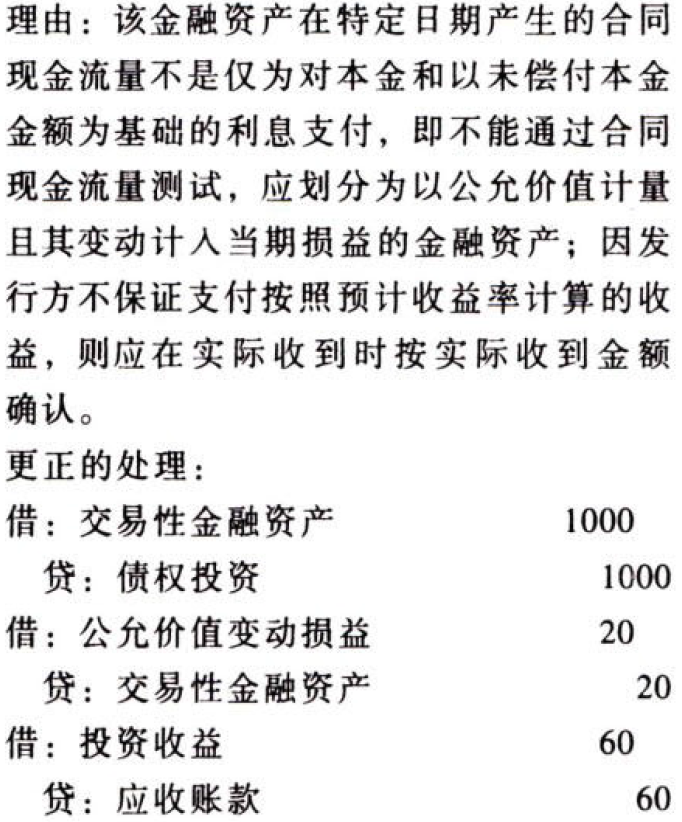 理由：该金融资产在特定日期产生的合同
现金流量不是仅为对本金和以未偿付本金
金额为基础的利息支付，即不能通过合同
现金流量测试，应划分为以公允价值计量
且其变动计入当期损益的金融资产；因发
行方不保证支付按照预计收益率计算的收
益，则应在实际收到时按实际收到金额
确认。
更正的处理：
借：交易性金融资产 1000
贷：债权投资 1000
借：公允价值变动损益 20
贷：交易性金融资产 20
借：投资收益 60
贷：应收账款 60